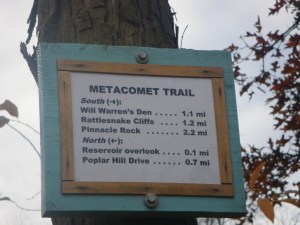 METACOMET TRAIL
South (→):
Will Warren's Den .... 1.1 mi
Rattlesnake Cliffs .... 1.2 mi
Pinnacle Rock ....... 2.2 mi
North (←):
Reservoir overlook .... 0.1 mi
Poplar Hill Drive ..... 0.7 mi